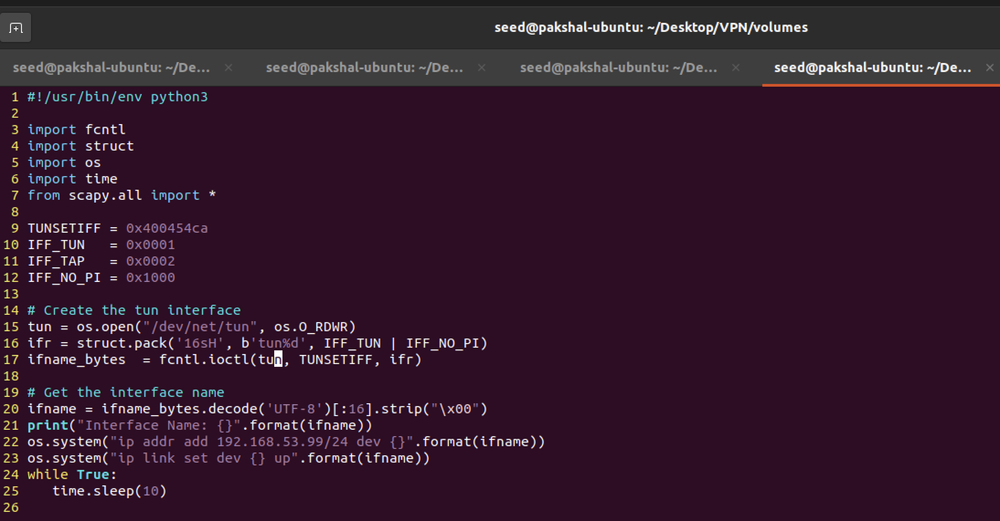 seed@pakshal-ubuntu: ~/Desktop/VPN/volumes
seed@pakshal-ubuntu: ~/De... × seed@pakshal-ubuntu: ~/De... × seed@pakshal-ubuntu: ~/De... × seed@pakshal-ubuntu: ~/De... ×
1 #!/usr/bin/env python3
2
3 import fcntl
4 import struct
5 import os
6 import time
7 from scapy.all import *
8
9 TUNSETIFF = 0x400454ca
10 IFF_TUN   = 0x0001
11 IFF_TAP   = 0x0002
12 IFF_NO_PI = 0x1000
13
14 # Create the tun interface
15 tun = os.open("/dev/net/tun", os.O_RDWR)
16 ifr = struct.pack('16sH', b'tun%d', IFF_TUN | IFF_NO_PI)
17 ifname_bytes  = fcntl.ioctl(tun, TUNSETIFF, ifr)
18
19 # Get the interface name
20 ifname = ifname_bytes.decode('UTF-8')[:16].strip("\x00")
21 print("Interface Name: {}".format(ifname))
22 os.system("ip addr add 192.168.53.99/24 dev {}".format(ifname))
23 os.system("ip link set dev {} up".format(ifname))
24 while True:
25    time.sleep(10)
26